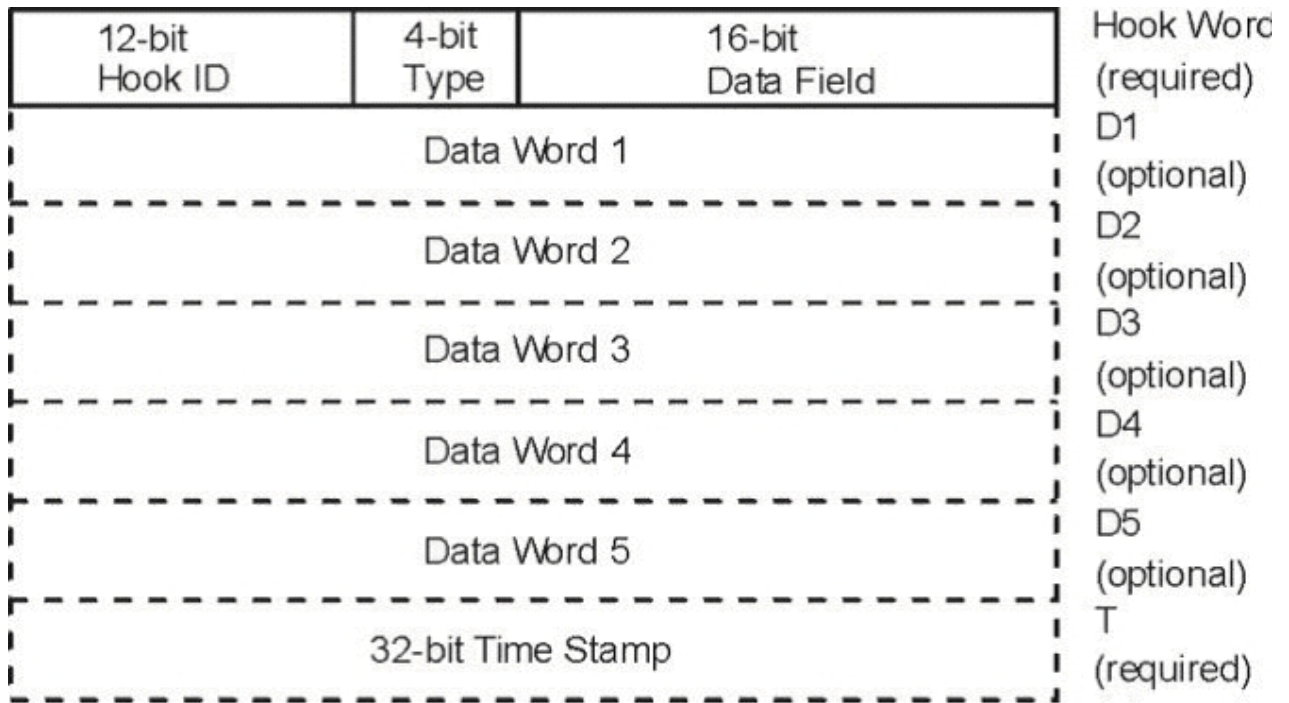 12-bit
Hook ID
4-bit
Type
16-bit
Data Field
Hook Word
(required)
Data Word 1
D1
(optional)
Data Word 2
D2
(optional)
Data Word 3
D3
(optional)
Data Word 4
D4
(optional)
Data Word 5
D5
(optional)
32-bit Time Stamp
T
(required)